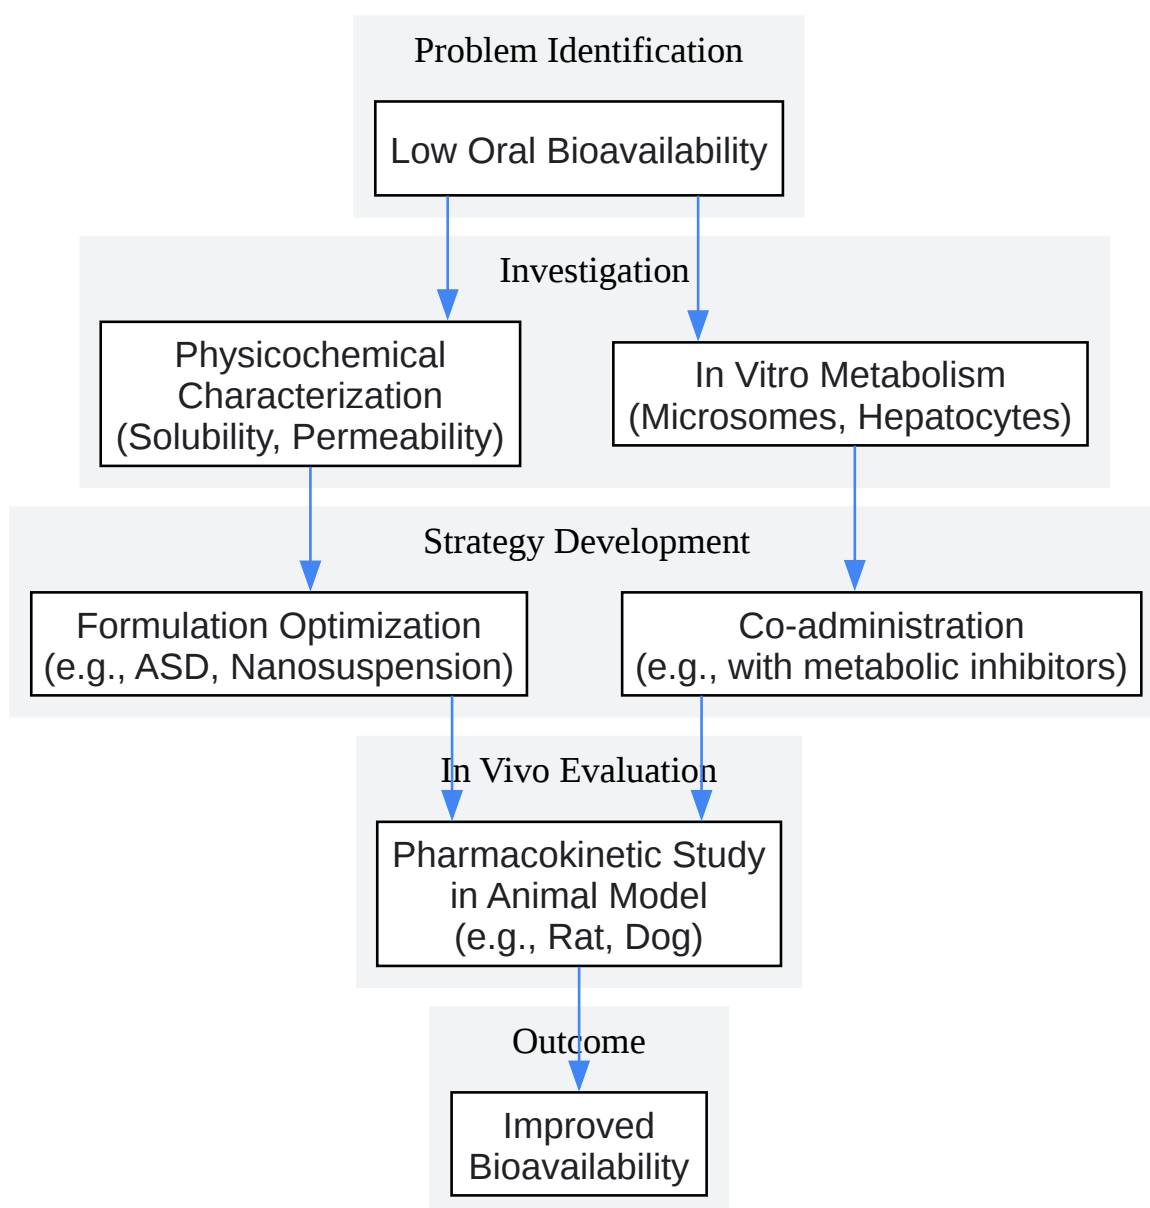 Problem Identification
Low Oral Bioavailability
Investigation
Physicochemical
Characterization
(Solubility, Permeability)
In Vitro Metabolism
(Microsomes, Hepatocytes)
Strategy Development
Formulation Optimization
(e.g., ASD, Nanosuspension)
Co-administration
(e.g., with metabolic inhibitors)
In Vivo Evaluation
Pharmacokinetic Study
in Animal Model
(e.g., Rat, Dog)
Outcome
Improved
Bioavailability